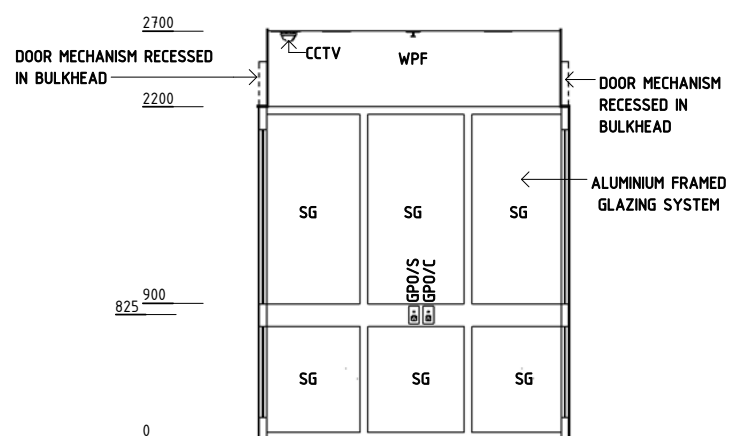 2700
DOOR MECHANISM RECESSED
IN BULKHEAD
CCTV
WPF
DOOR MECHANISM
RECESSED IN
BULKHEAD
2200
ALUMINIUM FRAMED
GLAZING SYSTEM
SG
SG
SG
GPO/S
GPO/C
900
825
SG
SG
SG
0